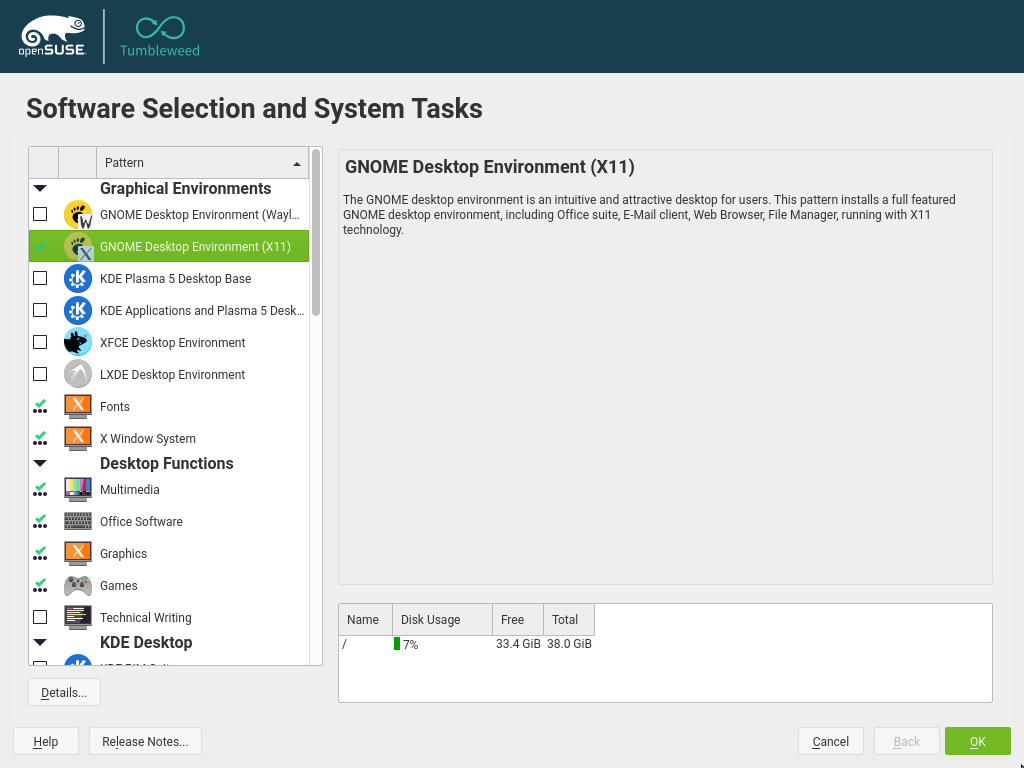 openSUSE
Tumbleweed
Software Selection and System Tasks
Pattern
Graphical Environments
GNOME Desktop Environment (Wayl...
GNOME Desktop Environment (X11)
KDE Plasma 5 Desktop Base
KDE Applications and Plasma 5 Desk...
XFCE Desktop Environment
LXDE Desktop Environment
Fonts
X Window System
Desktop Functions
Multimedia
Office Software
Graphics
Games
Technical Writing
KDE Desktop
Details...
GNOME Desktop Environment (X11)
The GNOME desktop environment is an intuitive and attractive desktop for users. This pattern installs a full featured
GNOME desktop environment, including Office suite, E-Mail client, Web Browser, File Manager, running with X11
technology.
Name Disk Usage Free Total
/ 7% 33.4 GiB 38.0 GiB
Help Release Notes... Cancel Back OK